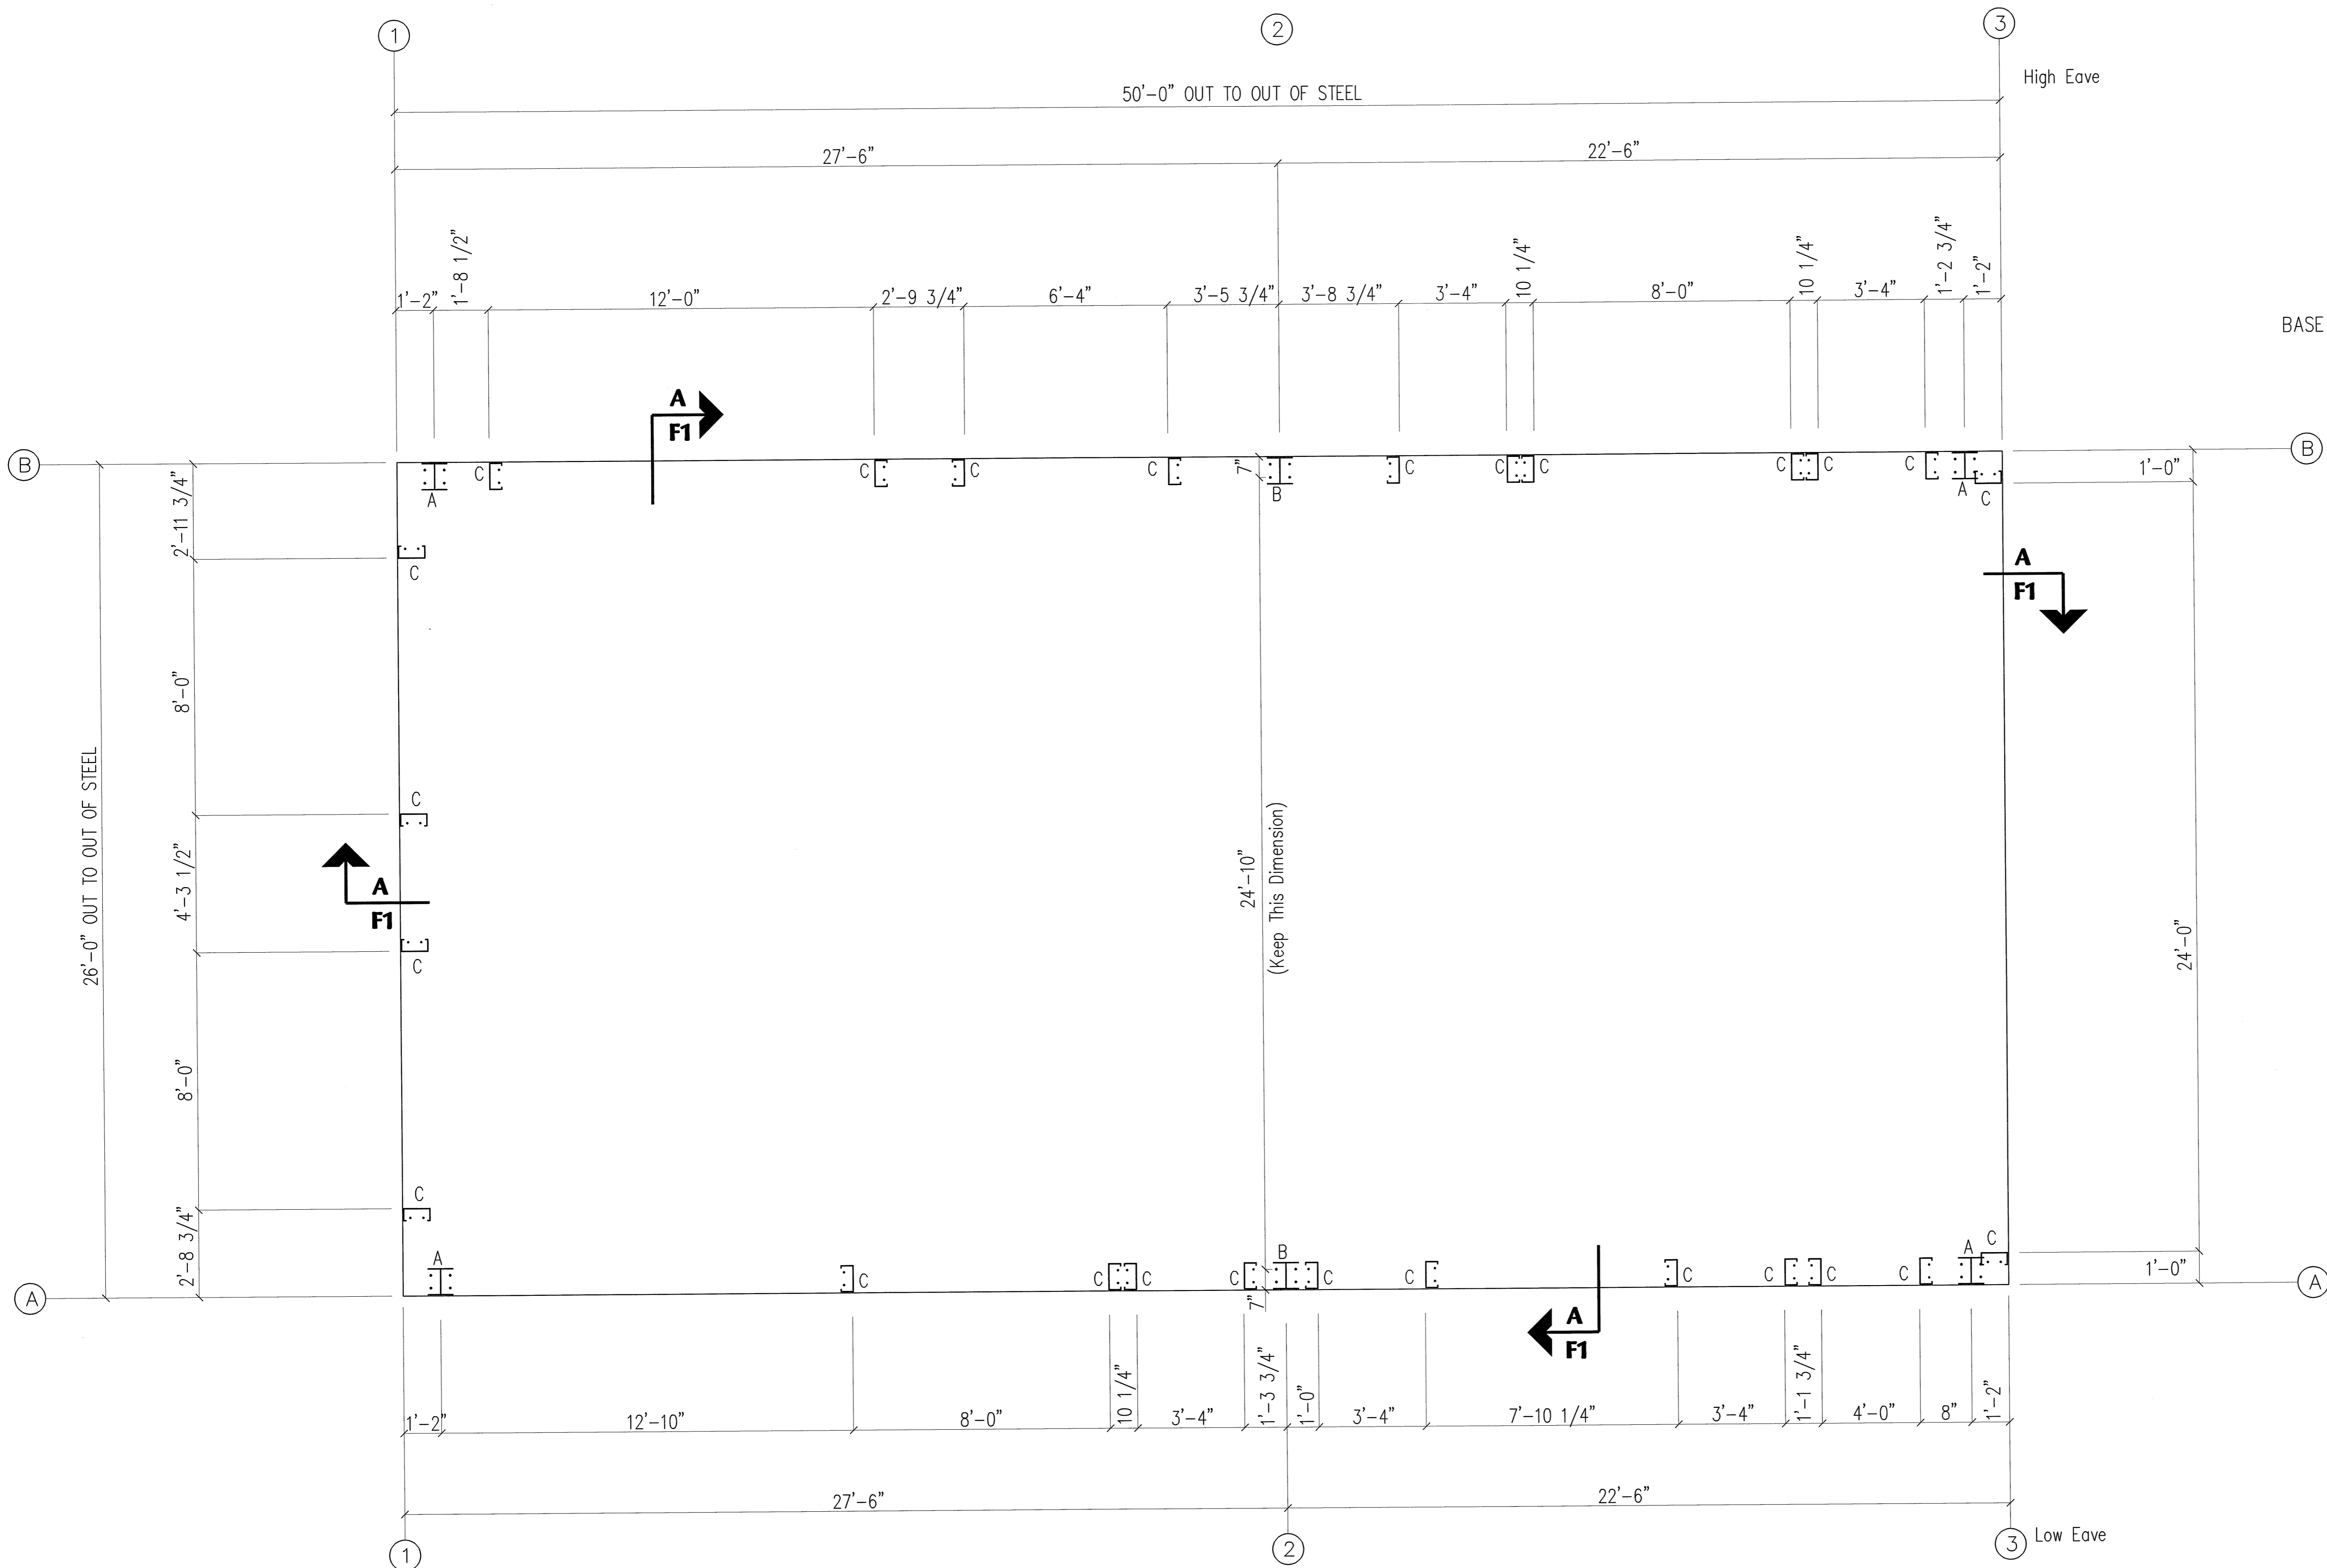 1
2
3
High Eave
50'-0" OUT TO OUT OF STEEL
27'-6"
22'-6"
1'-2"
1'-8 1/2"
12'-0"
2'-9 3/4"
6'-4"
3'-5 3/4"
3'-8 3/4"
3'-4"
10 1/4"
8'-0"
10 1/4"
3'-4"
1'-2 3/4"
1'-2"
BASE
A
F1
B
B
A
C
C
C
C
7"
B
C
C
C
C
C
C
A
C
1'-0"
2'-11 3/4"
C
A
F1
8'-0"
26'-0" OUT TO OUT OF STEEL
C
4'-3 1/2"
A
F1
C
24'-10"
(Keep This Dimension)
24'-0"
8'-0"
C
2'-8 3/4"
A
A
C
C
C
C
B
7"
C
C
C
C
C
C
A
C
1'-0"
A
A
F1
1'-2"
12'-10"
8'-0"
10 1/4"
3'-4"
1'-3 3/4"
1'-0"
3'-4"
7'-10 1/4"
3'-4"
1'-1 3/4"
4'-0"
8"
1'-2"
27'-6"
22'-6"
1
2
3
Low Eave